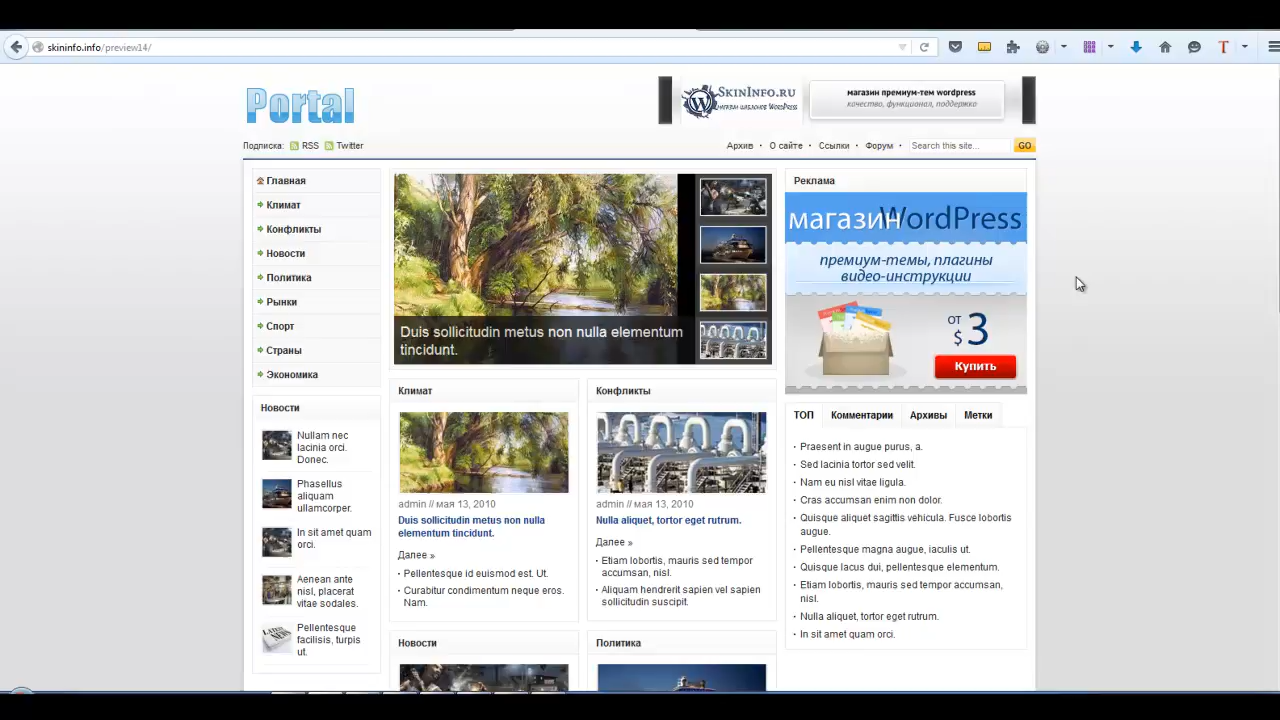 skininfo.info/preview14/
T
Portal
SKININFO.RU
магазин шаблонов WORDPRESS
магазин премиум-тем wordpress
качество, функционал, поддержка
Подписка: RSS Twitter
Архив · О сайте · Ссылки · Форум · Search this site... GO
Главная
Климат
Конфликты
Новости
Политика
Рынки
Спорт
Страны
Экономика
Новости
Nullam nec
lacinia orci.
Donec.
Phasellus
aliquam
ullamcorper.
In sit amet quam
orci.
Aenean ante
nisl, placerat
vitae sodales.
Pellentesque
facilisis, turpis
ut.
Duis sollicitudin metus non nulla elementum
tincidunt.
Климат
admin // мая 13, 2010
Duis sollicitudin metus non nulla
elementum tincidunt.
Далее »
· Pellentesque id euismod est. Ut.
· Curabitur condimentum neque eros.
Nam.
Конфликты
admin // мая 13, 2010
Nulla aliquet, tortor eget rutrum.
Далее »
· Etiam lobortis, mauris sed tempor
accumsan, nisl.
· Aliquam hendrerit sapien vel sapien
sollicitudin suscipit.
Новости
Политика
Реклама
магазин WordPress
премиум-темы, плагины
видео-инструкции
от
$ 3
Купить
ТОП Комментарии Архивы Метки
· Praesent in augue purus, a.
· Sed lacinia tortor sed velit.
· Nam eu nisl vitae ligula.
· Cras accumsan enim non dolor.
· Quisque aliquet sagittis vehicula. Fusce lobortis
augue.
· Pellentesque magna augue, iaculis ut.
· Quisque lacus dui, pellentesque elementum.
· Etiam lobortis, mauris sed tempor accumsan,
nisl.
· Nulla aliquet, tortor eget rutrum.
· In sit amet quam orci.